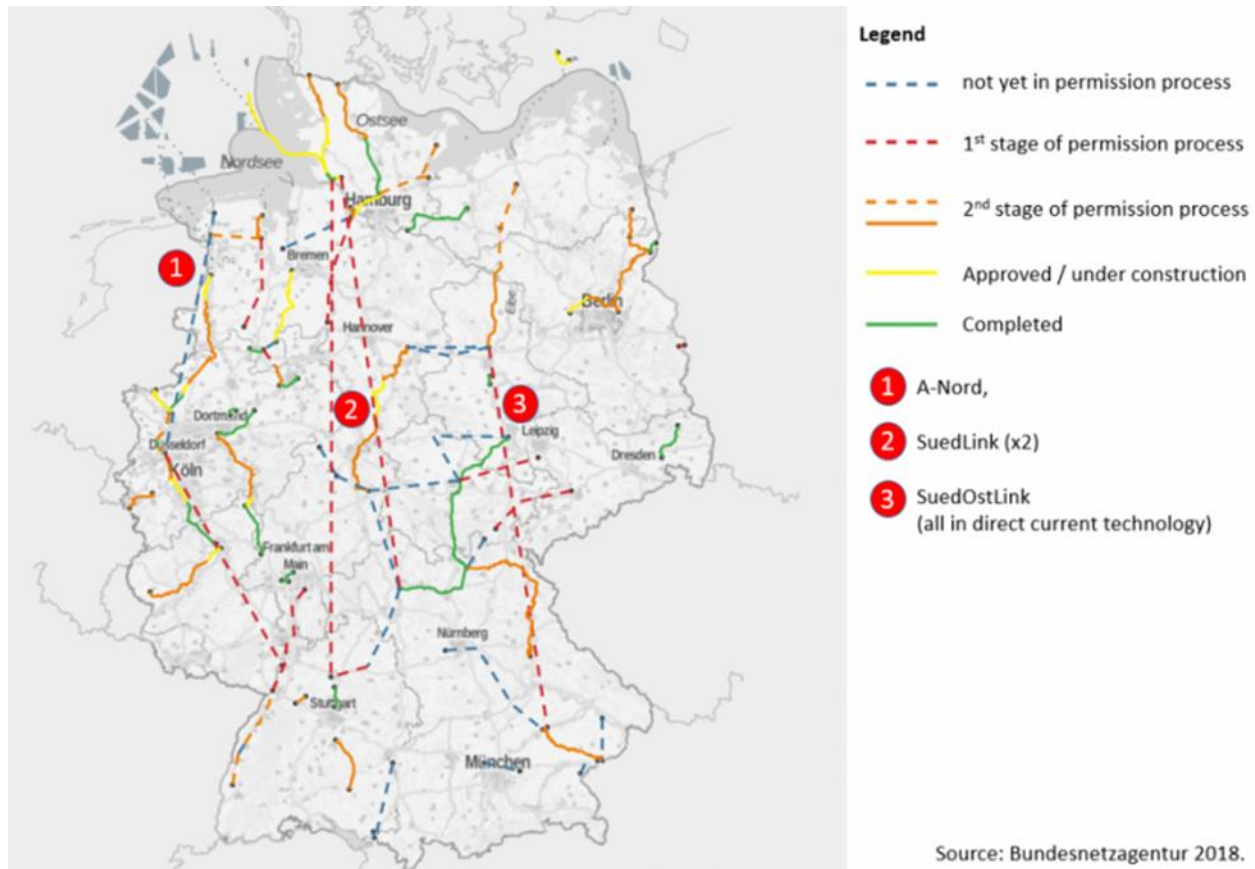 Ostsee
Nordsee
Hamburg
Bremen
Elbe
Berlin
Hannover
Dortmund
Leipzig
Düsseldorf
Dresden
Köln
Frankfurt am
Main
Nürnberg
Stuttgart
München
1
2
3
Legend
not yet in permission process
1st stage of permission process
2nd stage of permission process
Approved / under construction
Completed
1 A-Nord,
2 SuedLink (x2)
3 SuedOstLink
(all in direct current technology)
Source: Bundesnetzagentur 2018.